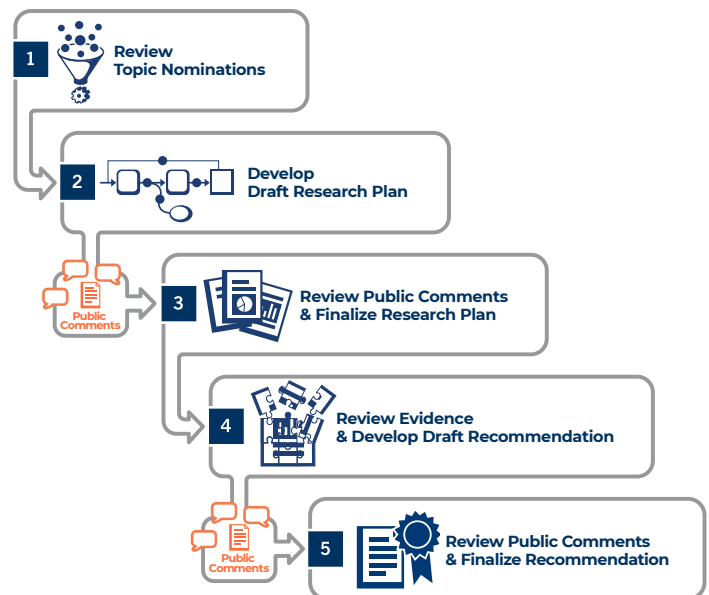 1
Review
Topic Nominations
2
Develop
Draft Research Plan
Public
Comments
3
Review Public Comments
& Finalize Research Plan
4
Review Evidence
& Develop Draft Recommendation
Public
Comments
5
Review Public Comments
& Finalize Recommendation